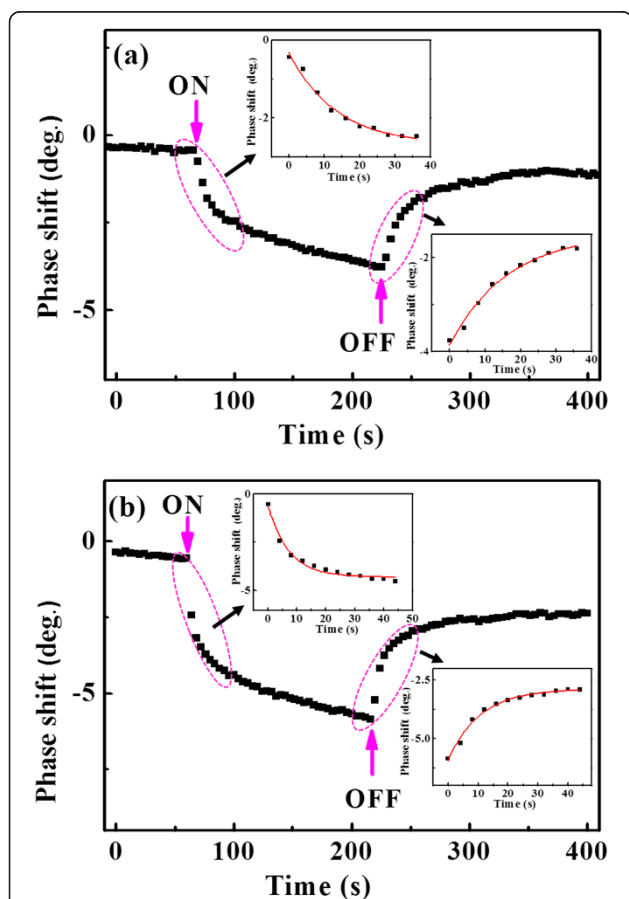 (a)
ON
0
-2
Phase shift (deg.)
0 10 20 30 40
Time (s)
0
-5
Phase shift (deg.)
-2
-4
Phase shift (deg.)
0 10 20 30 40
Time (s)
OFF
0 100 200 300 400
Time (s)
(b)
ON
0
-5
Phase shift (deg.)
0 10 20 30 40 50
Time (s)
0
-5
Phase shift (deg.)
-2.5
-5.0
Phase shift (deg.)
0 10 20 30 40
Time (s)
OFF
0 100 200 300 400
Time (s)